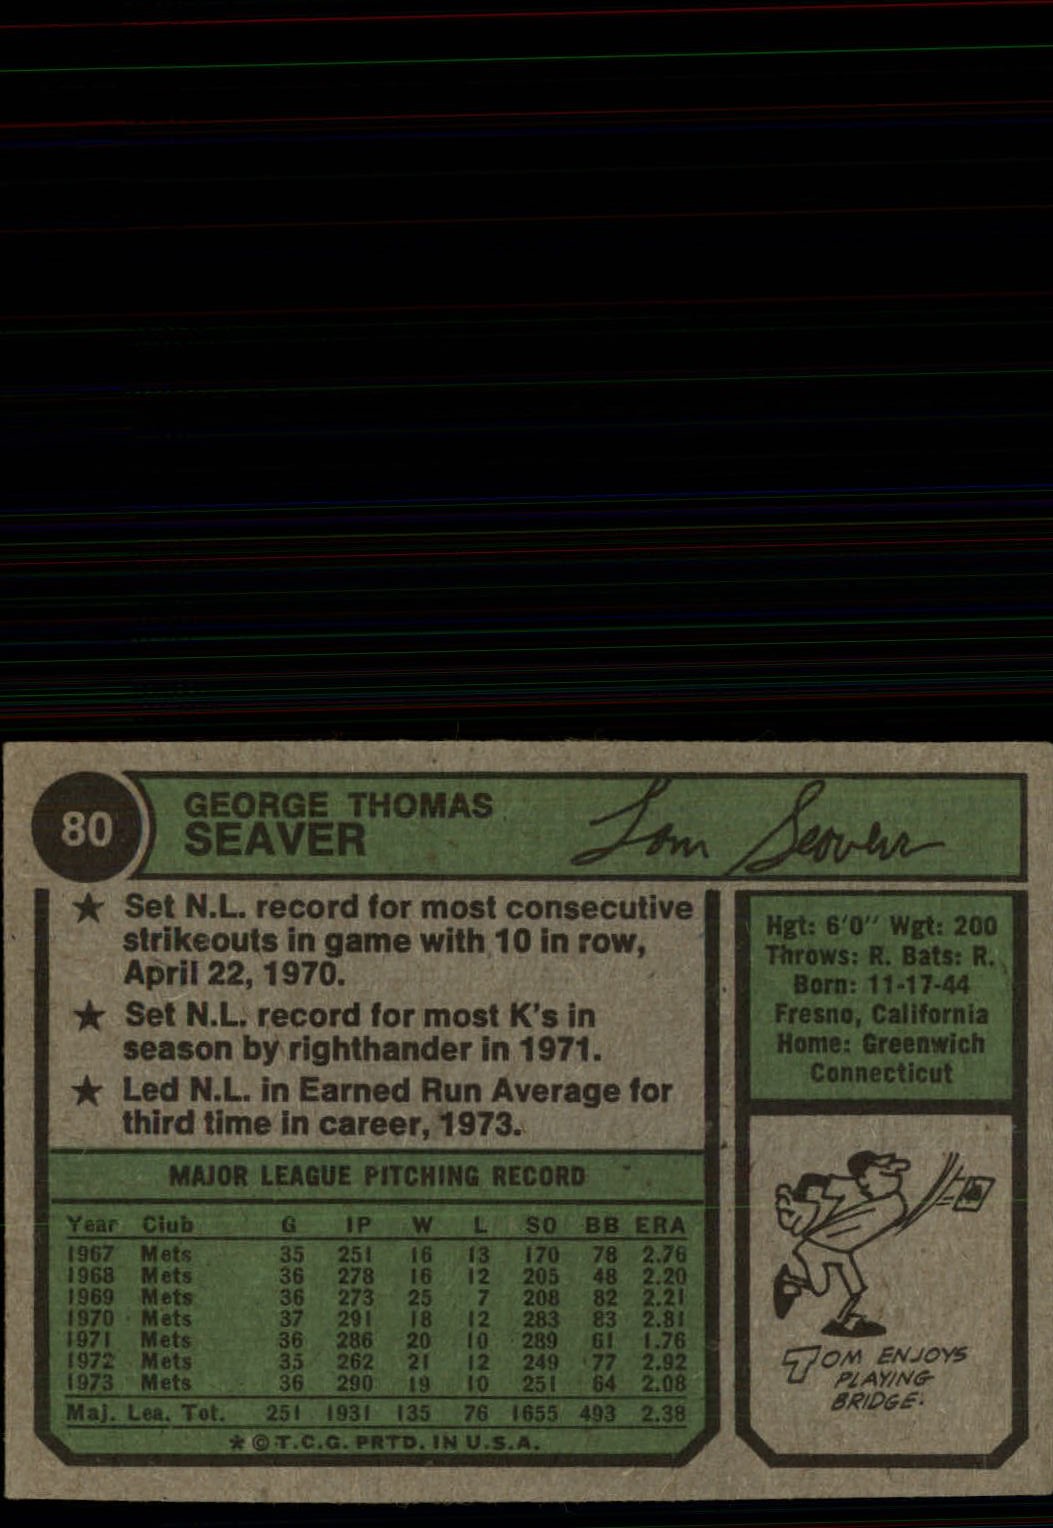 80
GEORGE THOMAS
SEAVER
Tom Seaver
★ Set N.L. record for most consecutive
strikeouts in game with 10 in row,
April 22, 1970.
★ Set N.L. record for most K's in
season by righthander in 1971.
★ Led N.L. in Earned Run Average for
third time in career, 1973.
MAJOR LEAGUE PITCHING RECORD
Year Club G IP W L SO BB ERA
1967 Mets 35 251 16 13 170 78 2.76
1968 Mets 36 278 16 12 205 48 2.20
1969 Mets 36 273 25 7 208 82 2.21
1970 Mets 37 291 18 12 283 83 2.81
1971 Mets 36 286 20 10 289 61 1.76
1972 Mets 35 262 21 12 249 77 2.92
1973 Mets 36 290 19 10 251 64 2.08
Maj. Lea. Tot. 251 1931 135 76 1655 493 2.38
* © T.C.G. PRTD. IN U.S.A.
Hgt: 6'0" Wgt: 200
Throws: R. Bats: R.
Born: 11-17-44
Fresno, California
Home: Greenwich
Connecticut
TOM ENJOYS
PLAYING
BRIDGE.